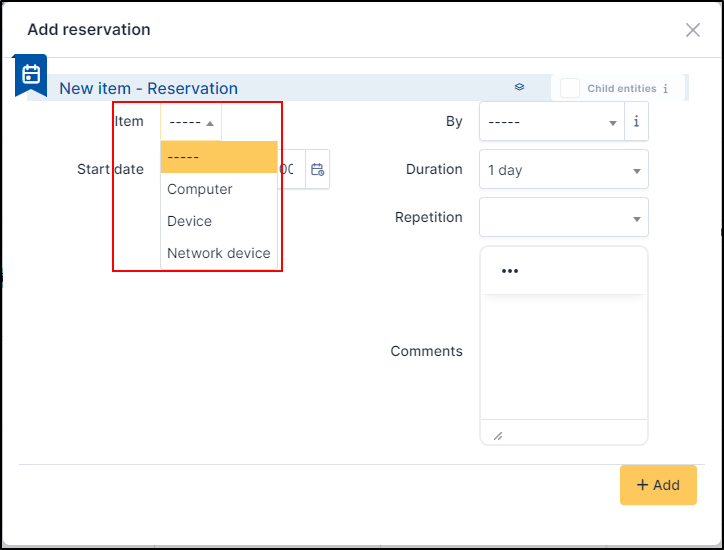 Add reservation
New item - Reservation
Child entities
Item
-----
By
-----
-----
Computer
Device
Network device
Start date
Duration
1 day
Repetition
Comments
+ Add